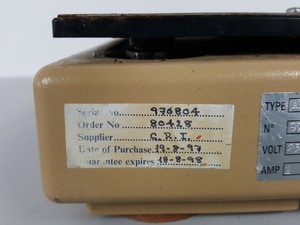 Serial no. 976804
Order No 80428
Supplier C.R.I.
Date of Purchase 19-8-97
Guarantee expires 18-8-98
TYPE
N°
VOLT
AMP